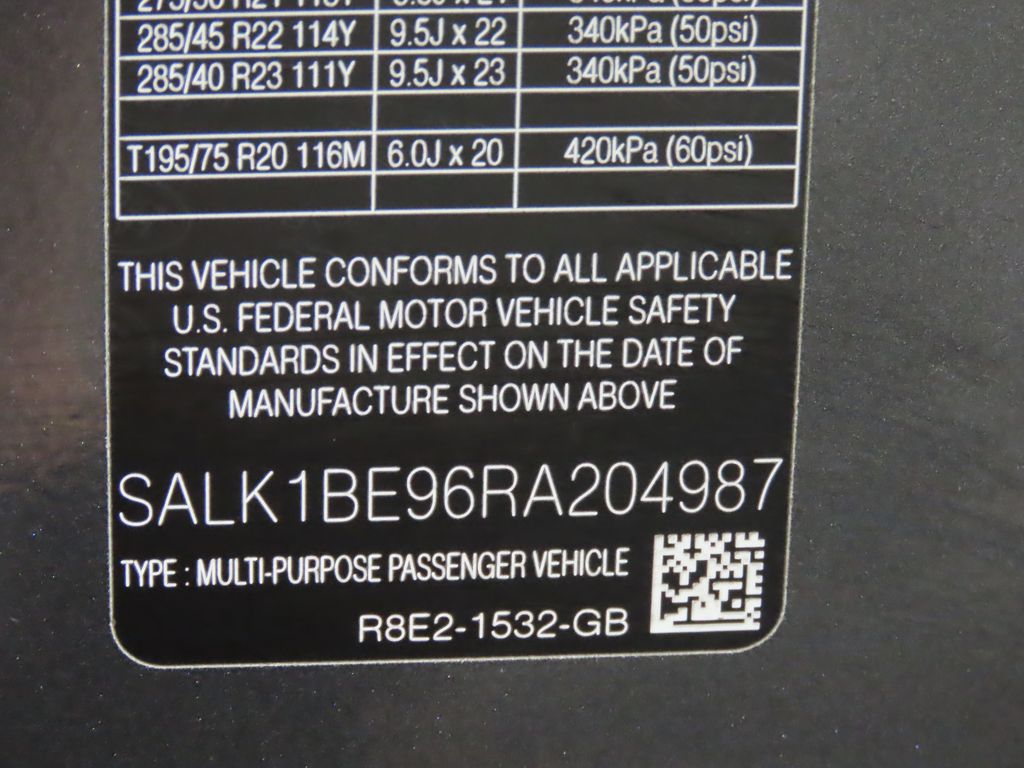 285/45 R22 114Y 9.5J x 22 340kPa (50psi)
285/40 R23 111Y 9.5J x 23 340kPa (50psi)
T195/75 R20 116M 6.0J x 20 420kPa (60psi)
THIS VEHICLE CONFORMS TO ALL APPLICABLE
U.S. FEDERAL MOTOR VEHICLE SAFETY
STANDARDS IN EFFECT ON THE DATE OF
MANUFACTURE SHOWN ABOVE
SALK1BE96RA204987
TYPE : MULTI-PURPOSE PASSENGER VEHICLE
R8E2-1532-GB